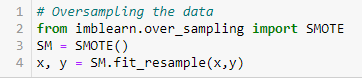 1 # Oversampling the data
2 from imblearn.over_sampling import SMOTE
3 SM = SMOTE()
4 x, y = SM.fit_resample(x,y)